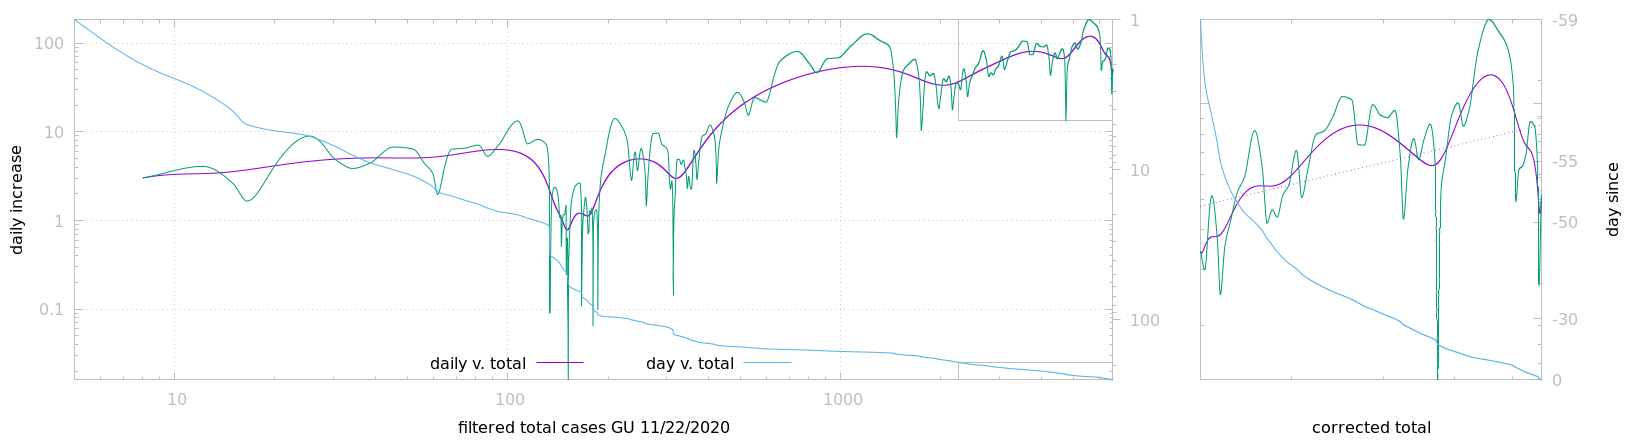 daily increase
100
10
1
0.1
daily v. total
day v. total
10
100
1000
filtered total cases GU 11/22/2020
1
10
100
-59
-55
-50
-30
0
day since
corrected total